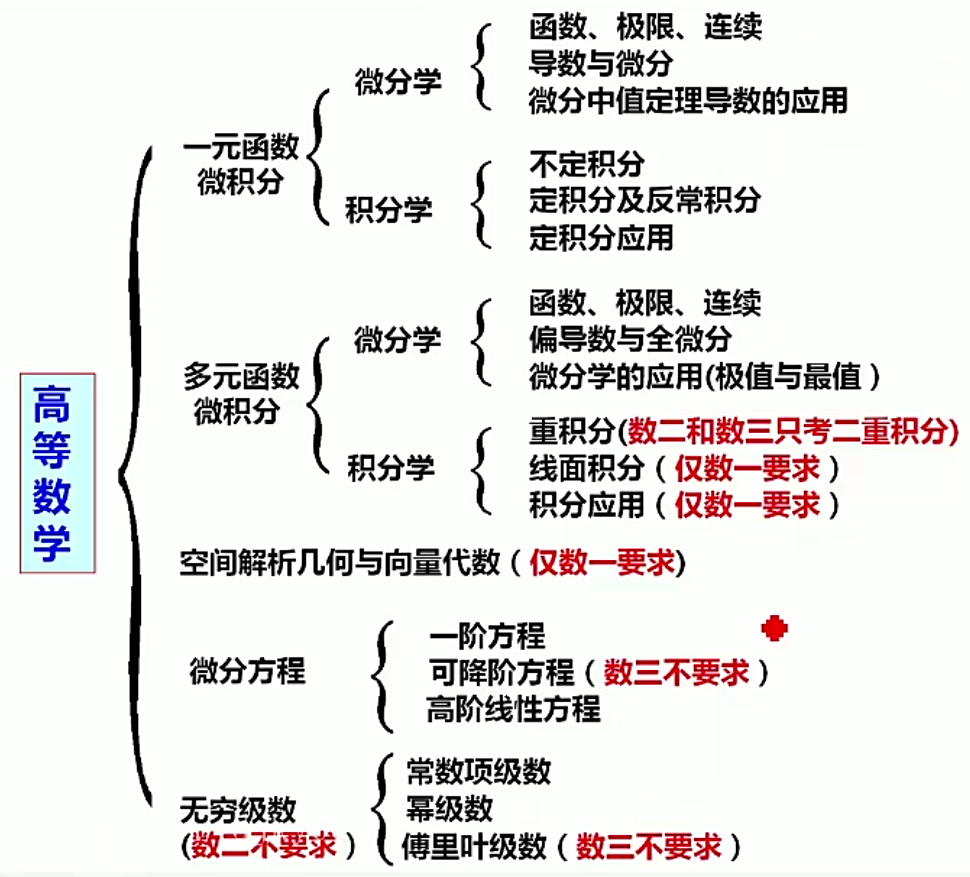 高等数学
一元函数
微积分
微分学
函数、极限、连续
导数与微分
微分中值定理导数的应用
积分学
不定积分
定积分及反常积分
定积分应用
多元函数
微积分
微分学
函数、极限、连续
偏导数与全微分
微分学的应用(极值与最值）
积分学
重积分(数二和数三只考二重积分)
线面积分（仅数一要求）
积分应用（仅数一要求）
空间解析几何与向量代数（仅数一要求)
微分方程
一阶方程
可降阶方程（数三不要求）
高阶线性方程
无穷级数
(数二不要求）
常数项级数
幂级数
傅里叶级数（数三不要求）